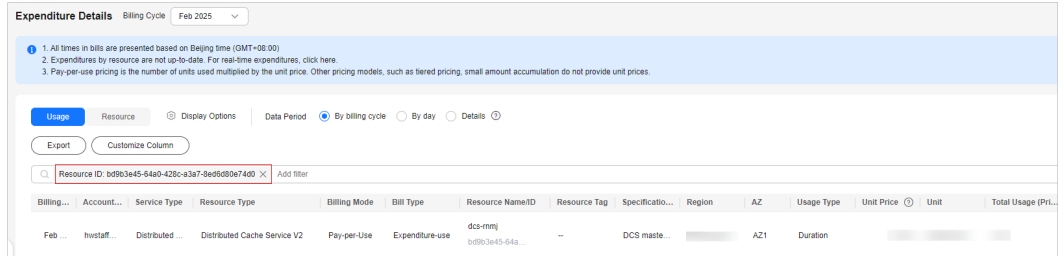 Expenditure Details Billing Cycle Feb 2025
1. All times in bills are presented based on Beijing time (GMT+08:00)
2. Expenditures by resource are not up-to-date. For real-time expenditures, click here.
3. Pay-per-use pricing is the number of units used multiplied by the unit price. Other pricing models, such as tiered pricing, small amount accumulation do not provide unit prices.
Usage Resource Display Options Data Period By billing cycle By day Details
Export Customize Column
Resource ID: bd9b3e45-64a0-428c-a3a7-8ed6d80e74d0 Add filter
Billing... Account... Service Type Resource Type Billing Mode Bill Type Resource Name/ID Resource Tag Specificatio... Region AZ Usage Type Unit Price Unit Total Usage (Pri...
Feb ... hwstaff... Distributed ... Distributed Cache Service V2 Pay-per-Use Expenditure-use dcs-rnmj -- DCS maste... AZ1 Duration
bd9b3e45-64a...